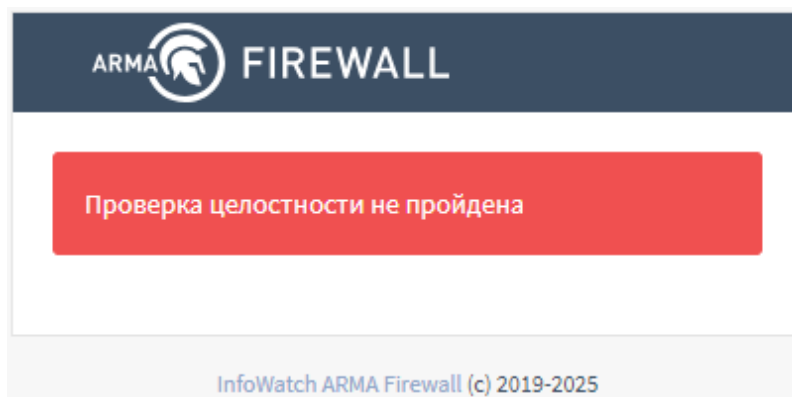 ARMA FIREWALL
Проверка целостности не пройдена
InfoWatch ARMA Firewall (c) 2019-2025